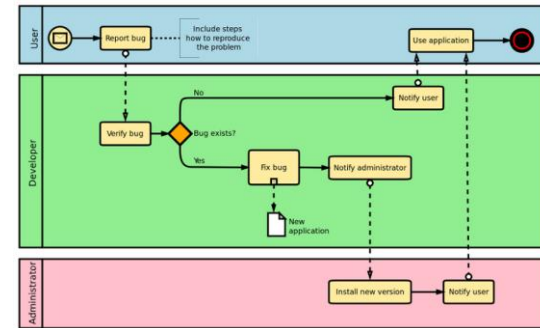 User
Report bug
Include steps
how to reproduce
the problem
Use application
Developer
No
Notify user
Verify bug
Bug exists?
Yes
Fix bug
Notify administrator
New
application
Administrator
Install new version
Notify user